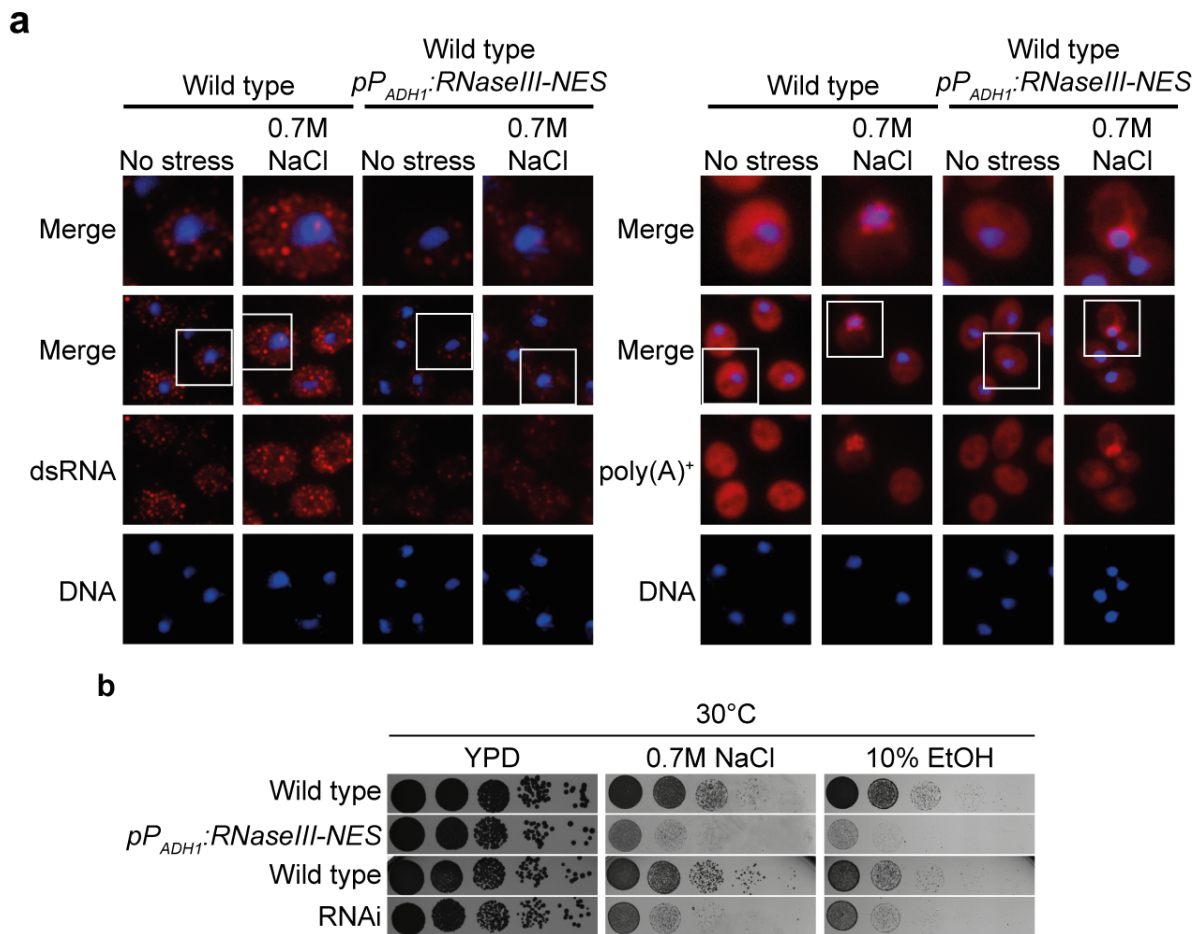 a
Wild type
Wild type
pP_ADH1:RNaseIII-NES
No stress
0.7M
NaCl
No stress
0.7M
NaCl
Merge
Merge
dsRNA
DNA
Wild type
Wild type
pP_ADH1:RNaseIII-NES
No stress
0.7M
NaCl
No stress
0.7M
NaCl
Merge
Merge
poly(A)+
DNA
b
30°C
YPD 0.7M NaCl 10% EtOH
Wild type
pP_ADH1:RNaseIII-NES
Wild type
RNAi